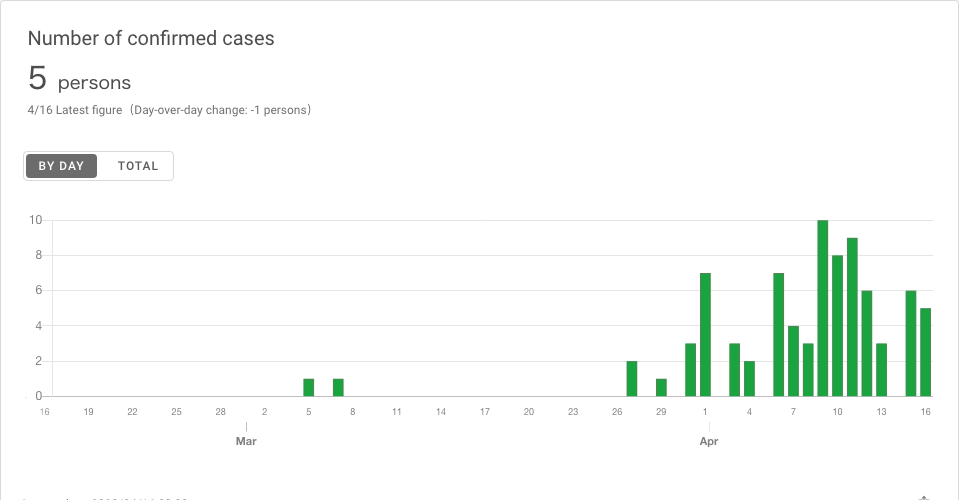 Number of confirmed cases
5 persons
4/16 Latest figure (Day-over-day change: -1 persons)
BY DAY TOTAL
10
8
6
4
2
0
16 19 22 25 28 2 5 8 11 14 17 20 23 26 29 1 4 7 10 13 16
Mar Apr